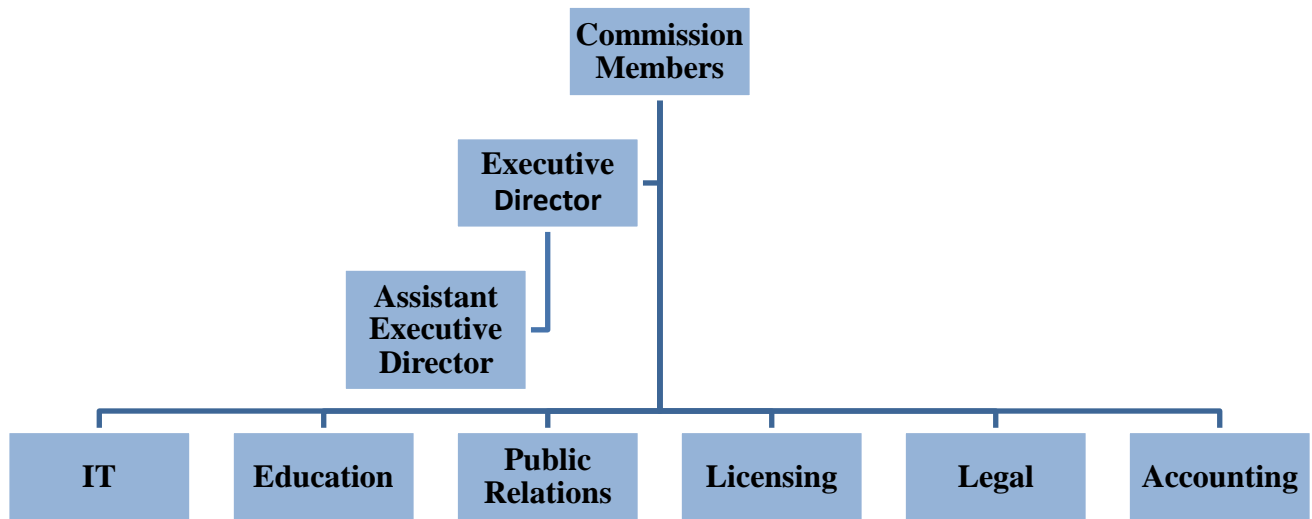 Commission
Members
Executive
Director
Assistant
Executive
Director
IT
Education
Public
Relations
Licensing
Legal
Accounting